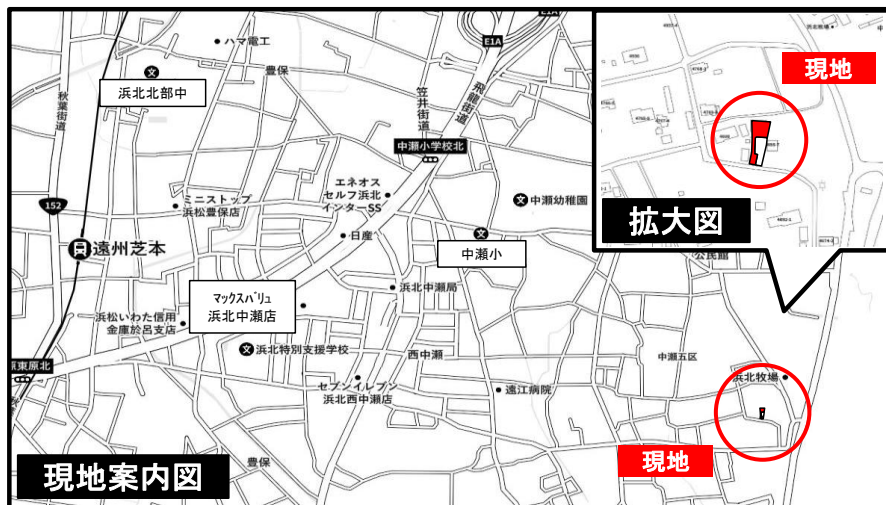 ハマ電工
豊保
浜北北部中
秋葉街道
152
ミニストップ
浜松豊保店
遠州芝本
E1A
E1A
飛龍街道
笠井街道
中瀬小学校北
エネオス
セルフ浜北
インターSS
日産
中瀬幼稚園
中瀬小
マックスバリュ
浜北中瀬店
浜北中瀬局
浜松いわた信用
金庫於呂支店
浜北特別支援学校
西中瀬
原東原北
セブンイレブン
浜北西中瀬店
遠江病院
中瀬五区
公民館
浜北牧場
現地
豊保
現地案内図
現地
拡大図